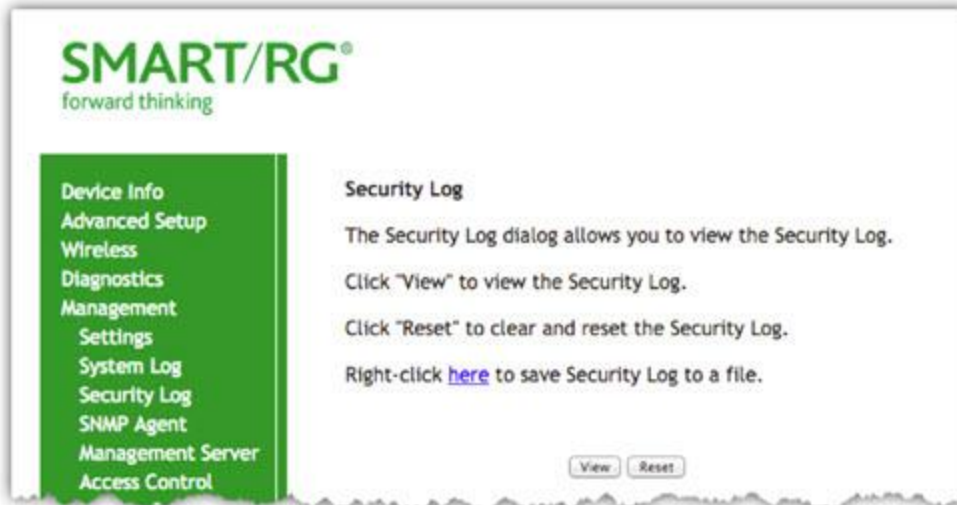 SMART/RG®
forward thinking
Device Info
Advanced Setup
Wireless
Diagnostics
Management
Settings
System Log
Security Log
SNMP Agent
Management Server
Access Control
Security Log
The Security Log dialog allows you to view the Security Log.
Click "View" to view the Security Log.
Click "Reset" to clear and reset the Security Log.
Right-click here to save Security Log to a file.
View
Reset